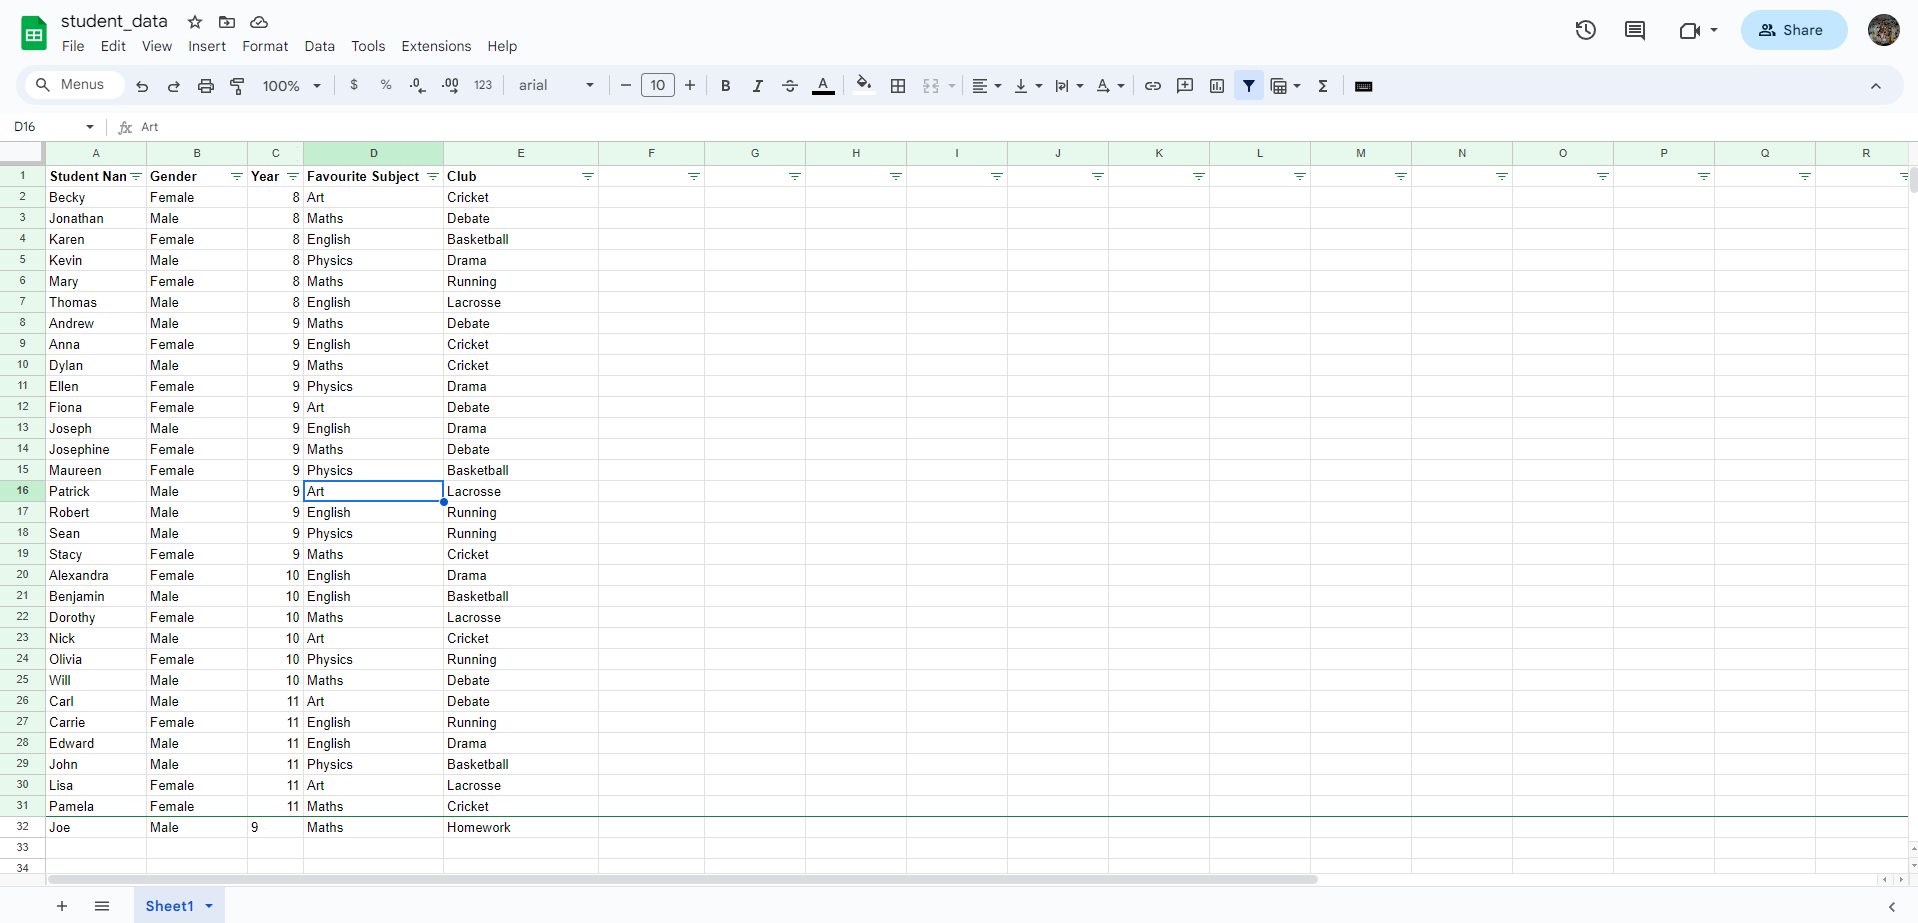 student_data
File Edit View Insert Format Data Tools Extensions Help
Share
Menus 100% $ % .0 .00 123 arial 10 B I A A Σ
D16 fx Art
A B C D E F G H I J K L M N O P Q R
1 Student Nan Gender Year Favourite Subject Club
2 Becky Female 8 Art Cricket
3 Jonathan Male 8 Maths Debate
4 Karen Female 8 English Basketball
5 Kevin Male 8 Physics Drama
6 Mary Female 8 Maths Running
7 Thomas Male 8 English Lacrosse
8 Andrew Male 9 Maths Debate
9 Anna Female 9 English Cricket
10 Dylan Male 9 Maths Cricket
11 Ellen Female 9 Physics Drama
12 Fiona Female 9 Art Debate
13 Joseph Male 9 English Drama
14 Josephine Female 9 Maths Debate
15 Maureen Female 9 Physics Basketball
16 Patrick Male 9 Art Lacrosse
17 Robert Male 9 English Running
18 Sean Male 9 Physics Running
19 Stacy Female 9 Maths Cricket
20 Alexandra Female 10 English Drama
21 Benjamin Male 10 English Basketball
22 Dorothy Female 10 Maths Lacrosse
23 Nick Male 10 Art Cricket
24 Olivia Female 10 Physics Running
25 Will Male 10 Maths Debate
26 Carl Male 11 Art Debate
27 Carrie Female 11 English Running
28 Edward Male 11 English Drama
29 John Male 11 Physics Basketball
30 Lisa Female 11 Art Lacrosse
31 Pamela Female 11 Maths Cricket
32 Joe Male 9 Maths Homework
33
34
Sheet1